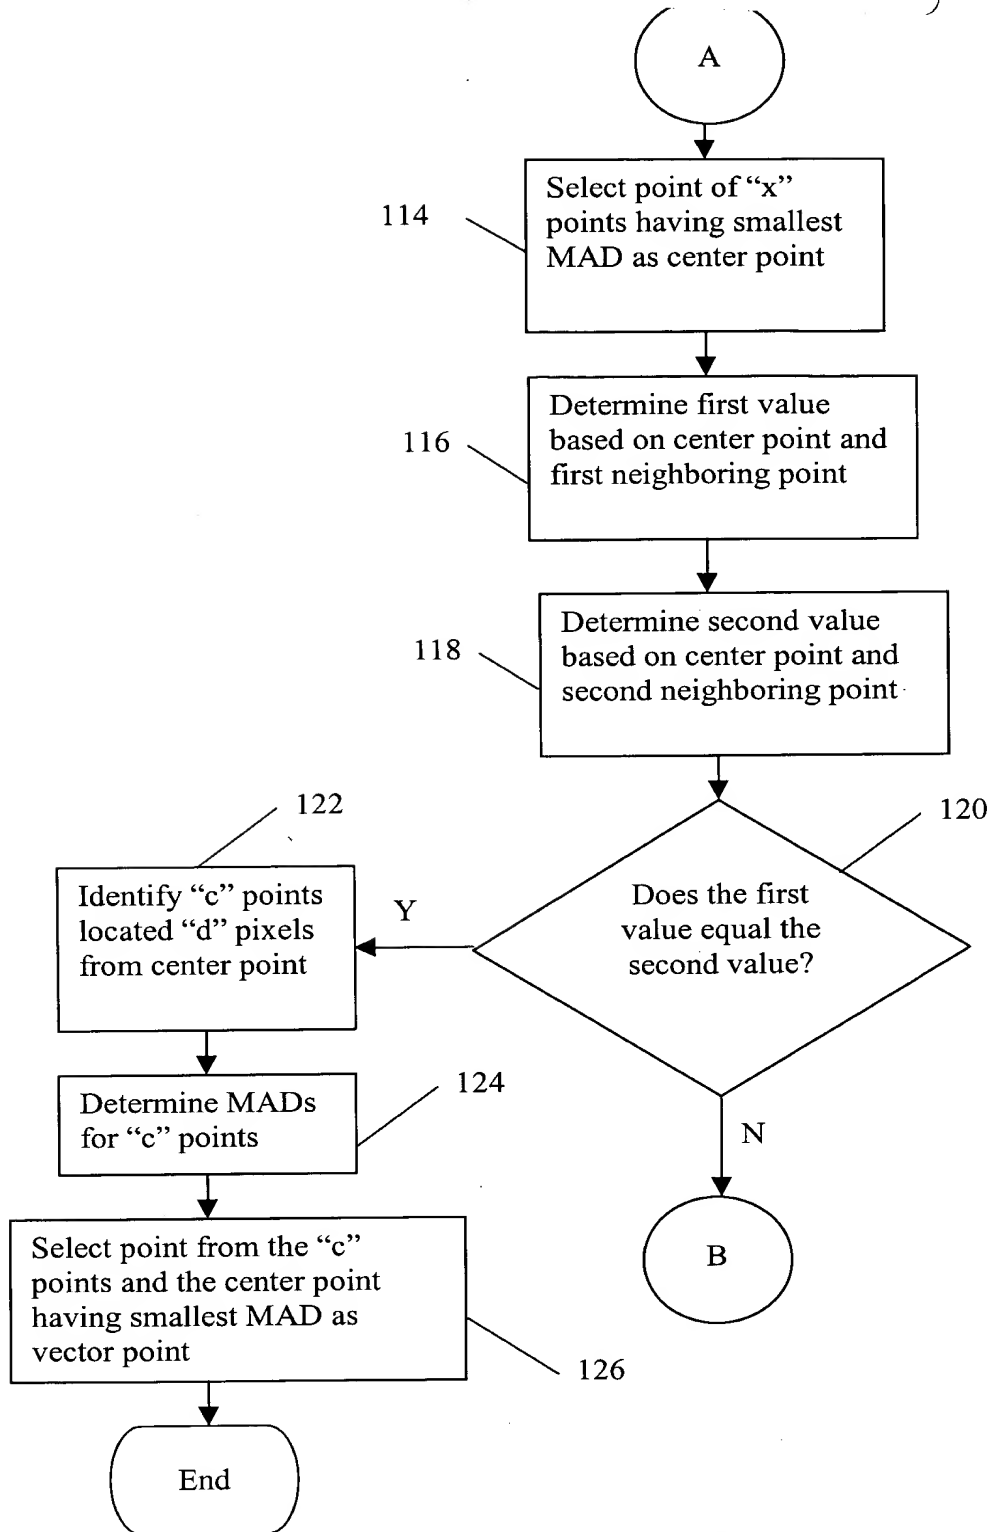 A
114
Select point of “x”
points having smallest
MAD as center point
116
Determine first value
based on center point and
first neighboring point
118
Determine second value
based on center point and
second neighboring point
120
Does the first
value equal the
second value?
Y
N
B
122
Identify “c” points
located “d” pixels
from center point
124
Determine MADs
for “c” points
Select point from the “c”
points and the center point
having smallest MAD as
vector point
126
End